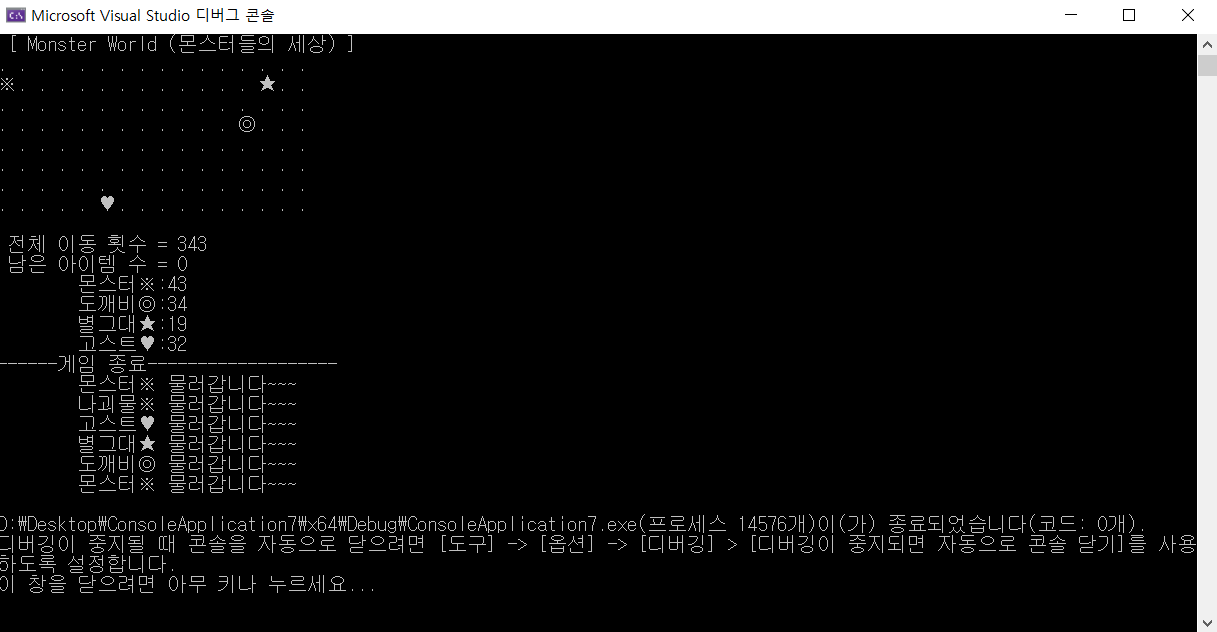 Microsoft Visual Studio 디버그 콘솔
[ Monster World (몬스터들의 세상) ]
. . . . . . . . . . . . . . . .
※. . . . . . . . . . . . ★. .
. . . . . . . . . . . . . . . .
. . . . . . . . . . . . ◎. . .
. . . . . . . . . . . . . . . .
. . . . . . . . . . . . . . . .
. . . . . . . . . . . . . . . .
. . . . . ♥. . . . . . . . . .
전체 이동 횟수 = 343
남은 아이템 수 = 0
몬스터※:43
도깨비◎:34
별그대★:19
고스트♥:32
------게임 종료-------------------
몬스터※ 물러갑니다~~~
나괴물※ 물러갑니다~~~
고스트♥ 물러갑니다~~~
별그대★ 물러갑니다~~~
도깨비◎ 물러갑니다~~~
몬스터※ 물러갑니다~~~
D:₩Desktop₩ConsoleApplication7₩x64₩Debug₩ConsoleApplication7.exe(프로세스 14576개)이(가) 종료되었습니다(코드: 0개).
디버깅이 중지될 때 콘솔을 자동으로 닫으려면 [도구] -> [옵션] -> [디버깅] > [디버깅이 중지되면 자동으로 콘솔 닫기]를 사용
하도록 설정합니다.
이 창을 닫으려면 아무 키나 누르세요...